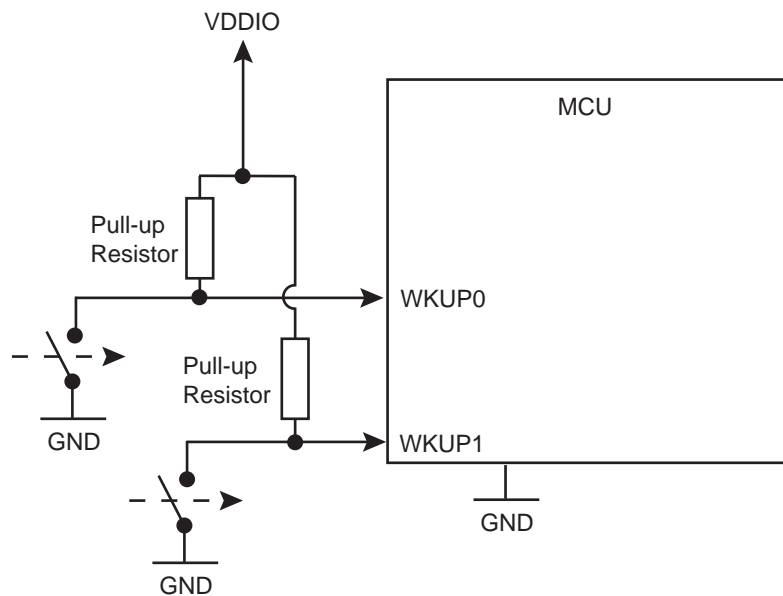 VDDIO
MCU
Pull-up
Resistor
WKUP0
Pull-up
Resistor
GND
WKUP1
GND
GND